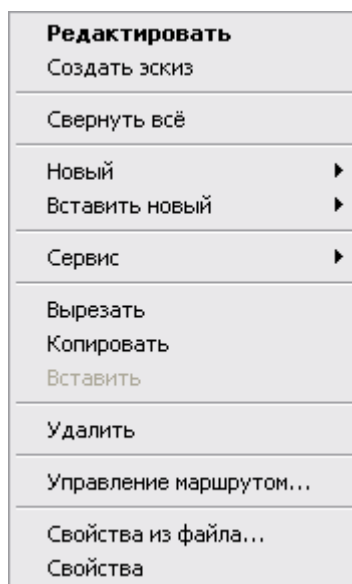 Редактировать
Создать эскиз
Свернуть всё
Новый
Вставить новый
Сервис
Вырезать
Копировать
Вставить
Удалить
Управление маршрутом...
Свойства из файла...
Свойства